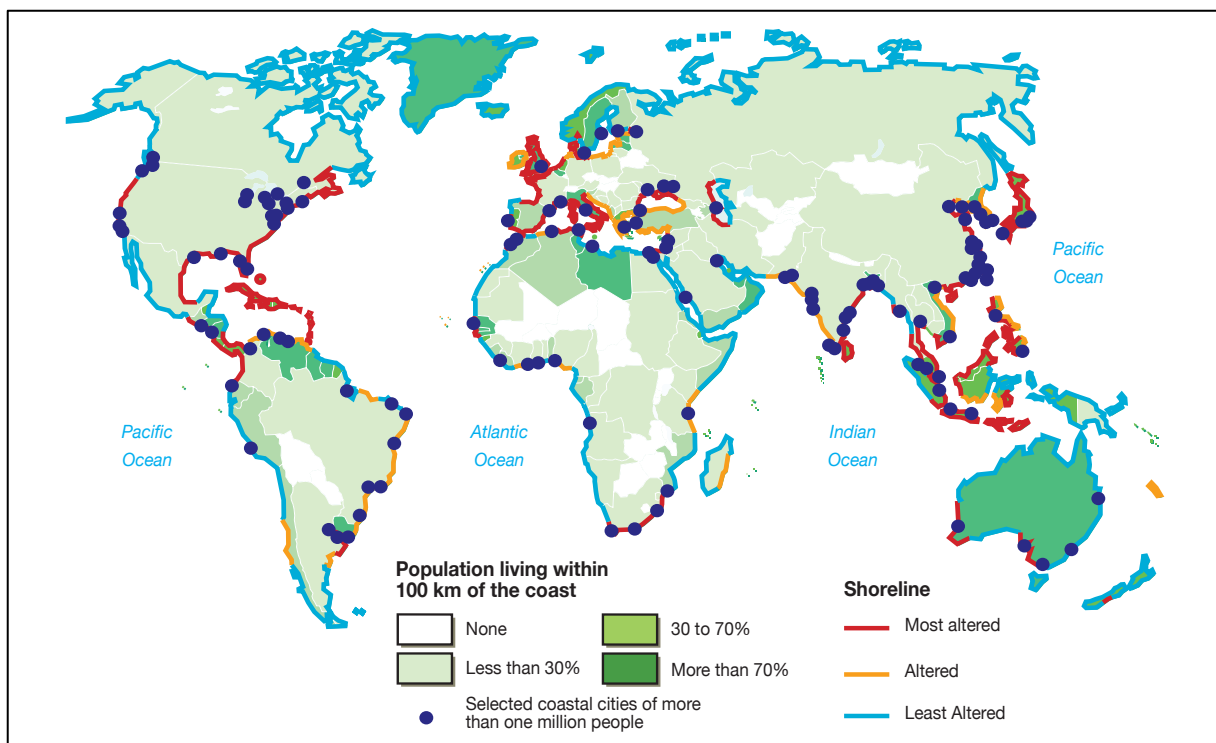 Pacific
Ocean
Pacific
Ocean
Atlantic
Ocean
Indian
Ocean
Population living within
100 km of the coast
None
30 to 70%
Less than 30%
More than 70%
Selected coastal cities of more
than one million people
Shoreline
Most altered
Altered
Least Altered